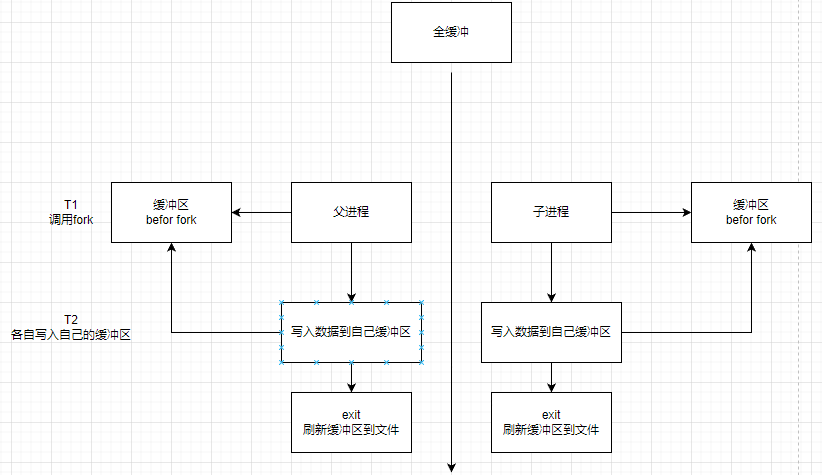 全缓冲
T1
调用fork
缓冲区
befor fork
父进程
子进程
缓冲区
befor fork
T2
各自写入自己的缓冲区
写入数据到自己缓冲区
写入数据到自己缓冲区
exit
刷新缓冲区到文件
exit
刷新缓冲区到文件